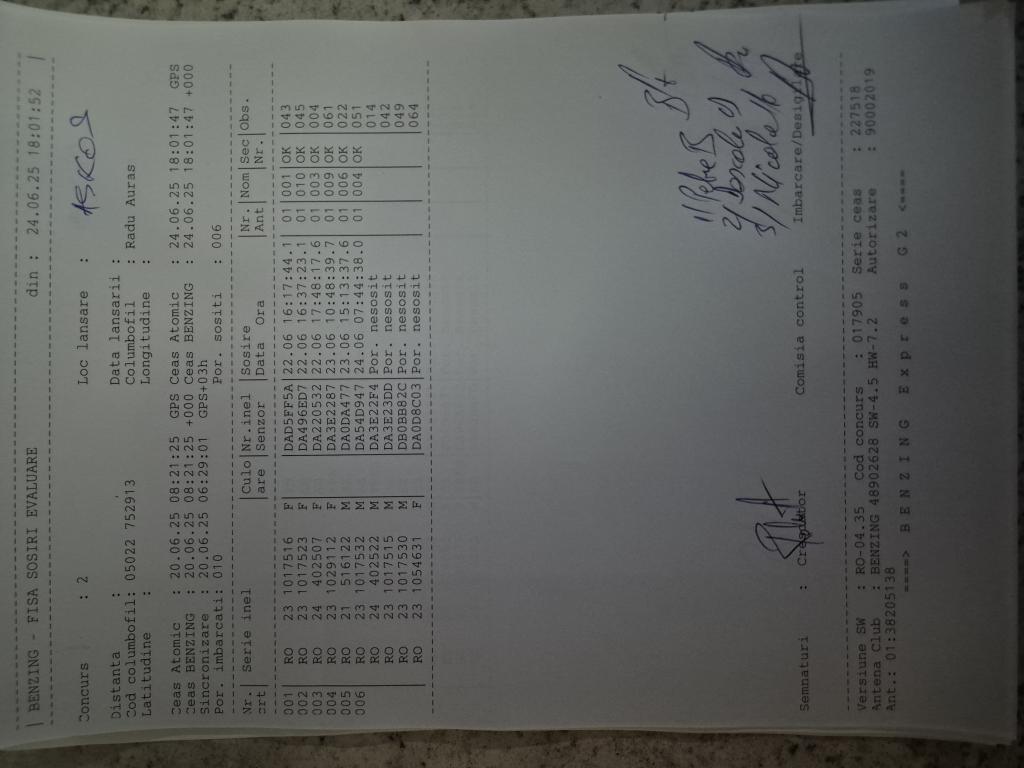 | BENZING - FISA SOSIRI EVALUARE din : 24.06.25 18:01:52 |
Concurs : 2 Loc lansare :
Distanta : Data lansarii :
Cod columbofil: 05022 752913 Columbofil : Radu Auras
Latitudine : Longitudine :
Ceas Atomic : 20.06.25 08:21:25 GPS Ceas Atomic : 24.06.25 18:01:47 GPS
Ceas BENZING : 20.06.25 08:21:25 +000 Ceas BENZING : 24.06.25 18:01:47 +000
Sincronizare : 20.06.25 06:29:01 GPS+03h
Por. imbarcati: 010 Por. sositi : 006
Nr.| Serie inel |Culo|Nr.inel |Sosire |Nr. |Nom|Sec|Obs.
crt| |are |Senzor |Data Ora |Ant| |Nr.|
001 | RO 23 1017516 F | |DAD5FF5A|22.06 16:17:44.1|01|001|OK |043
002 | RO 23 1017523 F | |DA496ED7|22.06 16:37:23.1|01|010|OK |045
003 | RO 24 402507 F | |DA220532|22.06 17:48:17.6|01|003|OK |004
004 | RO 23 1029112 F | |DA3E2287|23.06 10:48:39.7|01|009|OK |061
005 | RO 21 516122 M | |DA0DA477|23.06 15:13:37.6|01|006|OK |022
006 | RO 23 1017532 M | |DA54D947|24.06 07:44:38.0|01|004|OK |051
| RO 24 402522 M | |DA3E22F4|Por. nesosit | | | |014
| RO 23 1017515 M | |DA3E23DD|Por. nesosit | | | |042
| RO 23 1017530 M | |DB0BB82C|Por. nesosit | | | |049
| RO 23 1054631 F | |DA0D8C03|Por. nesosit | | | |064
3/ Nicolae
Semnaturi : Crescator Comisia control Imbarcare/Desigilare
Versiune SW : RO-04.35 Cod concurs : 017905 Serie ceas : 227518
Antena Club : BENZING 48902628 SW-4.5 HW-7.2 Autorizare : 90002019
Ant.: 01:38205138
====> B E N Z I N G E x p r e s s G 2 <====